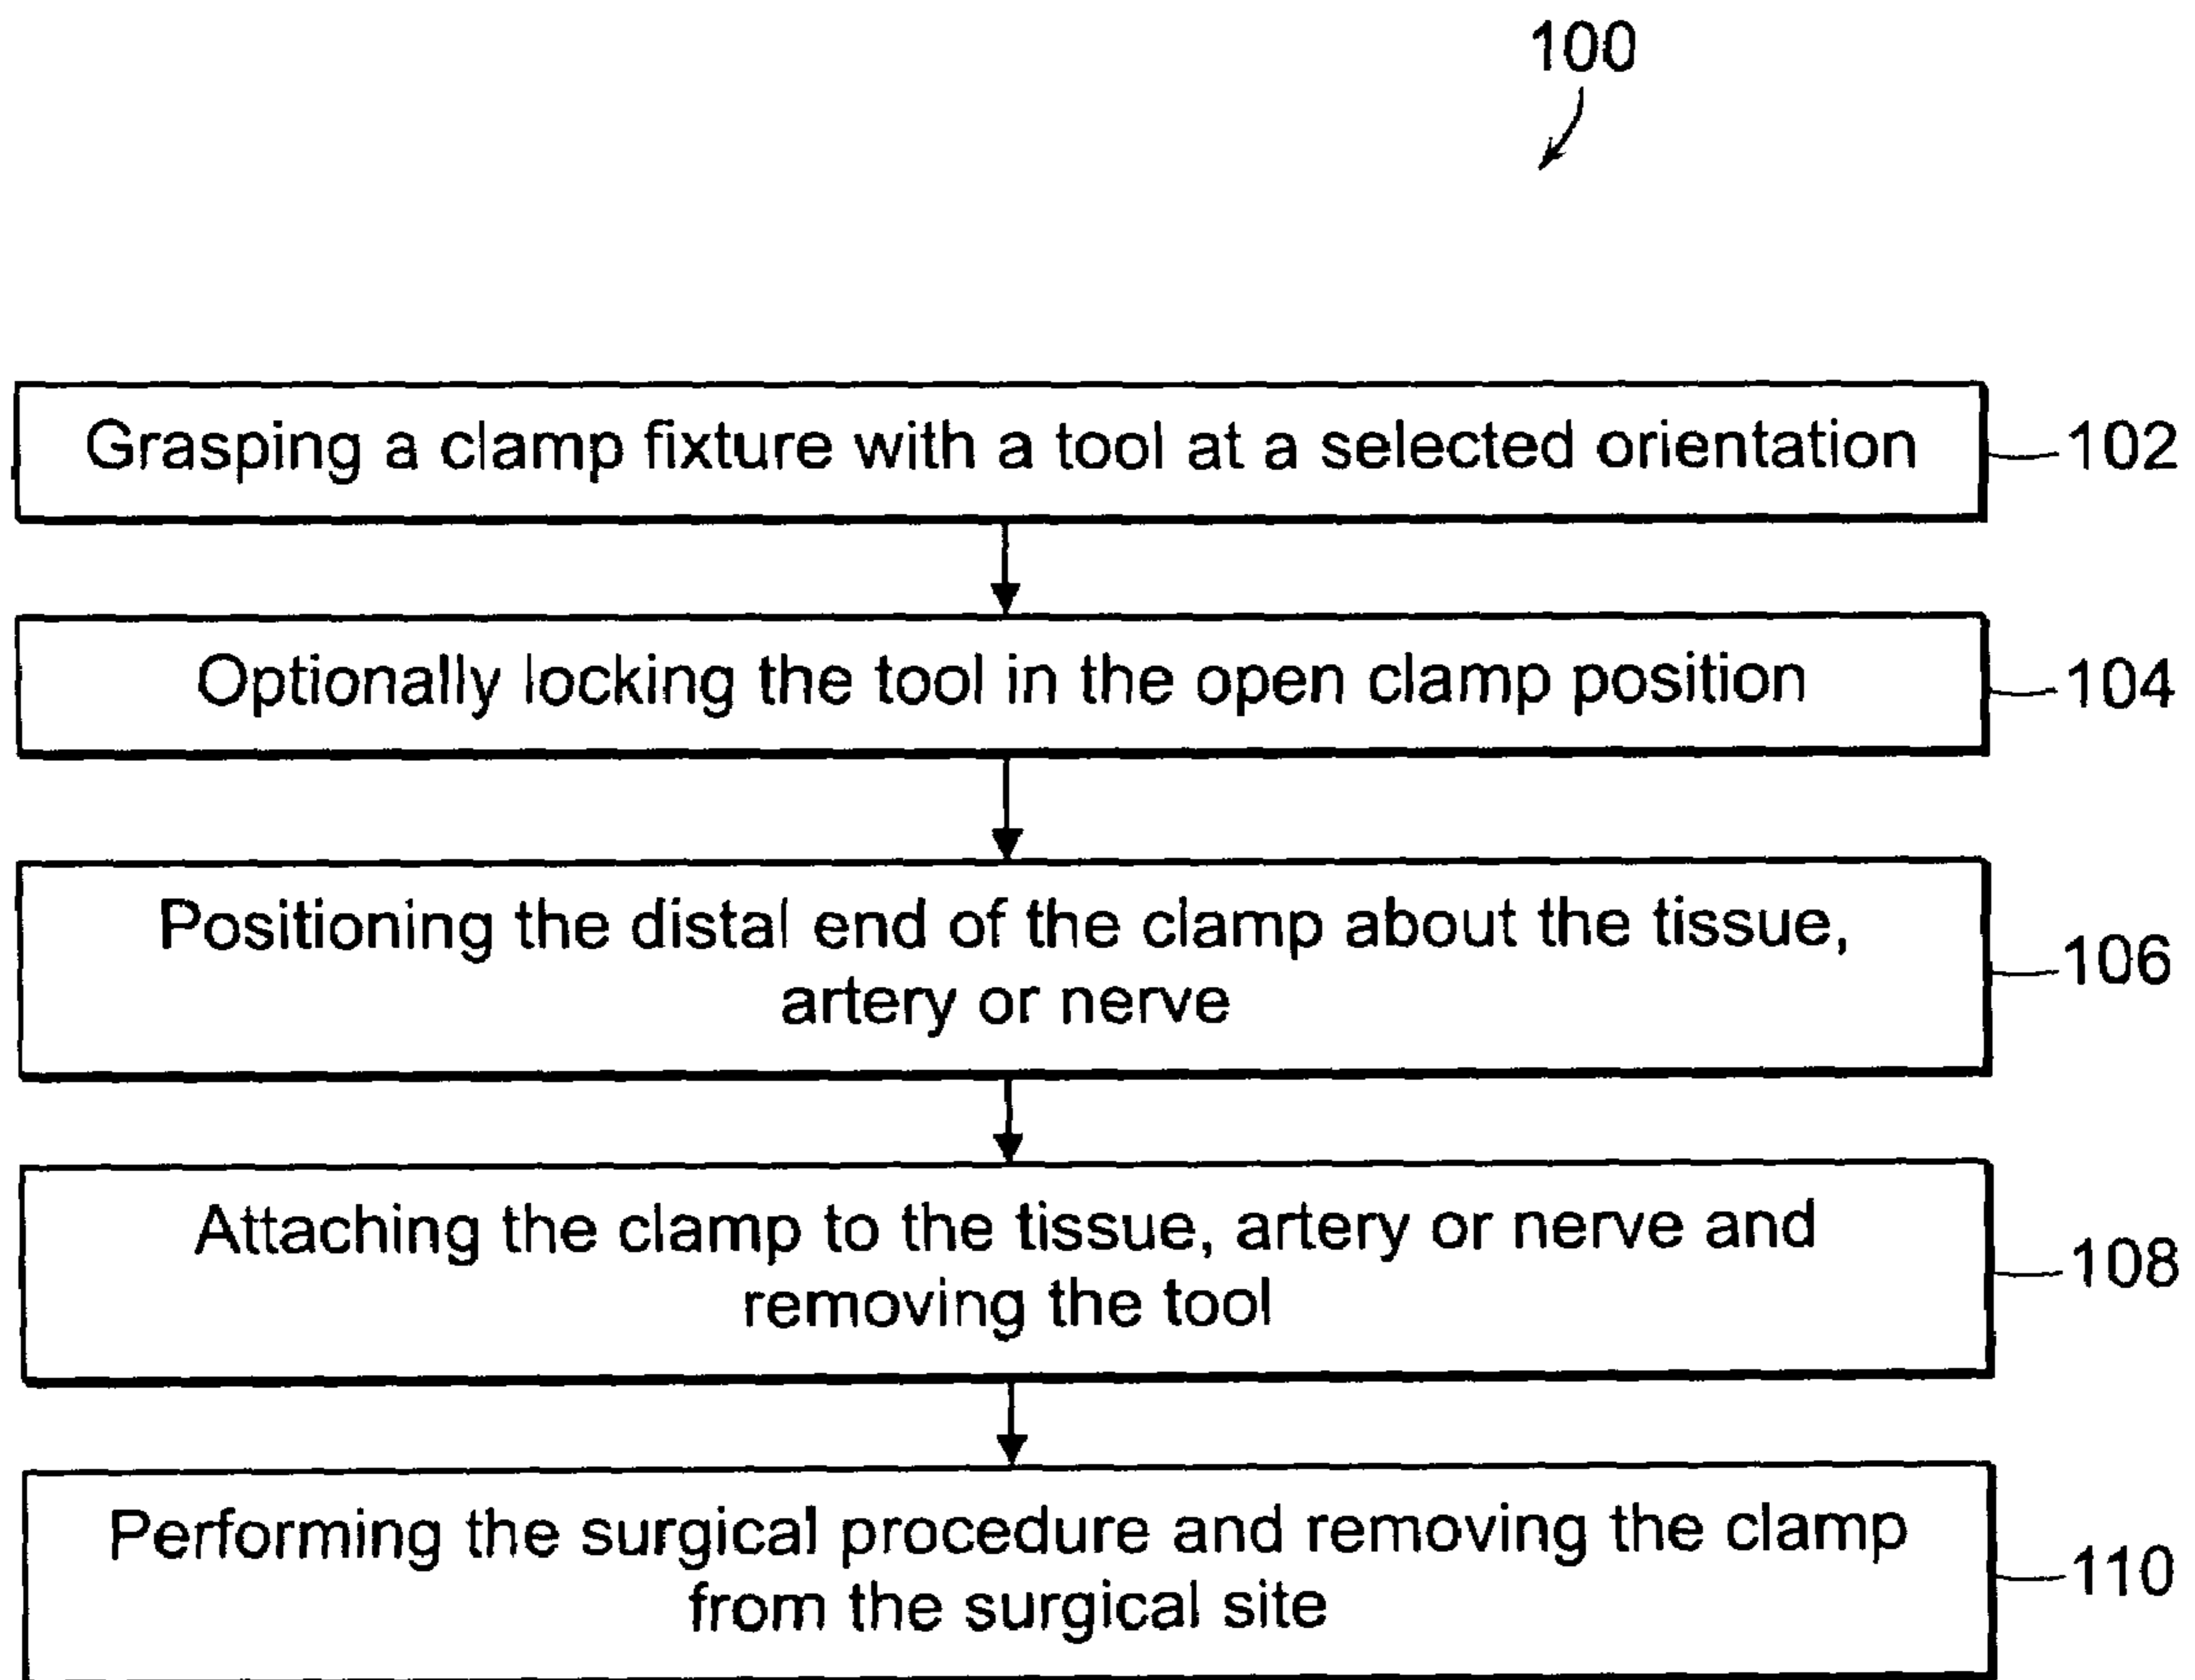 100
Grasping a clamp fixture with a tool at a selected orientation
102
Optionally locking the tool in the open clamp position
104
Positioning the distal end of the clamp about the tissue,
artery or nerve
106
Attaching the clamp to the tissue, artery or nerve and
removing the tool
108
Performing the surgical procedure and removing the clamp
from the surgical site
110